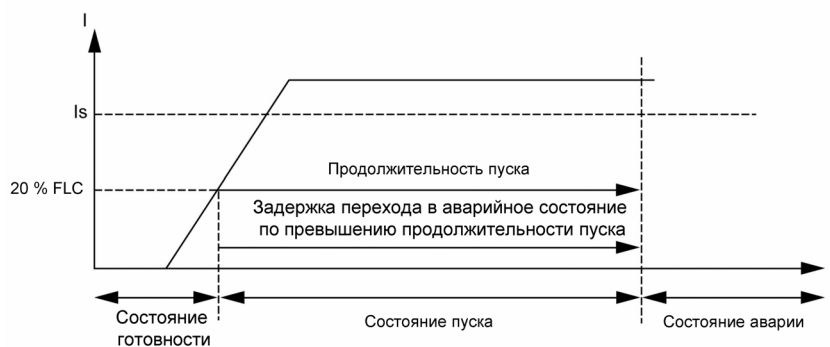 I
Is
20 % FLC
Продолжительность пуска
Задержка перехода в аварийное состояние
по превышению продолжительности пуска
Состояние
готовности
Состояние пуска
Состояние аварии